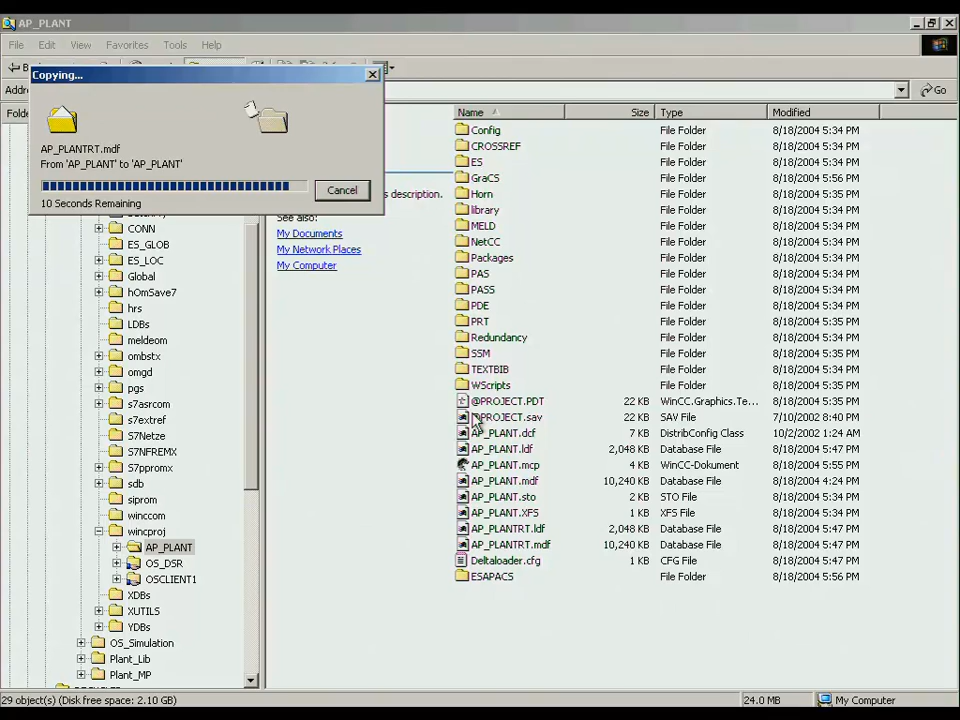 AP_PLANT
File Edit View Favorites Tools Help
Copying...
Go
AP_PLANTRT.mdf
From 'AP_PLANT' to 'AP_PLANT'
Cancel
10 Seconds Remaining
CONN
ES_GLOB
ES_LOC
Global
hOmSave7
hrs
LDBs
meldeom
ombstx
omgd
pgs
s7asrcom
s7extref
S7Netze
S7NFREMX
S7ppromx
sdb
siprom
winccom
wincproj
AP_PLANT
OS_DSR
OSCLIENT1
XDBs
XUTILS
YDBs
OS_Simulation
Plant_Lib
Plant_MP
s description.
See also:
My Documents
My Network Places
My Computer
Name Size Type Modified
Config File Folder 8/18/2004 5:34 PM
CROSSREF File Folder 8/18/2004 5:34 PM
ES File Folder 8/18/2004 5:34 PM
GraCS File Folder 8/18/2004 5:56 PM
Horn File Folder 8/18/2004 5:34 PM
library File Folder 8/18/2004 5:34 PM
MELD File Folder 8/18/2004 5:34 PM
NetCC File Folder 8/18/2004 5:34 PM
Packages File Folder 8/18/2004 5:34 PM
PAS File Folder 8/18/2004 5:34 PM
PASS File Folder 8/18/2004 5:34 PM
PDE File Folder 8/18/2004 5:34 PM
PRT File Folder 8/18/2004 5:34 PM
Redundancy File Folder 8/18/2004 5:34 PM
SSM File Folder 8/18/2004 5:34 PM
TEXTBIB File Folder 8/18/2004 5:34 PM
WScripts File Folder 8/18/2004 5:34 PM
@PROJECT.PDT 22 KB WinCC.Graphics.Te... 8/18/2004 5:34 PM
@PROJECT.sav 22 KB SAV File 7/10/2002 8:40 PM
AP_PLANT.dcf 7 KB DistribConfig Class 10/2/2002 1:24 AM
AP_PLANT.ldf 2,048 KB Database File 8/18/2004 5:47 PM
AP_PLANT.mcp 4 KB WinCC-Dokument 8/18/2004 5:55 PM
AP_PLANT.mdf 10,240 KB Database File 8/18/2004 4:24 PM
AP_PLANT.sto 2 KB STO File 8/18/2004 5:34 PM
AP_PLANT.XFS 1 KB XFS File 8/18/2004 5:34 PM
AP_PLANTRT.ldf 2,048 KB Database File 8/18/2004 5:47 PM
AP_PLANTRT.mdf 10,240 KB Database File 8/18/2004 5:47 PM
Deltaloader.cfg 1 KB CFG File 8/18/2004 5:47 PM
ESAPACS File Folder 8/18/2004 5:56 PM
29 object(s) (Disk free space: 2.10 GB) 24.0 MB My Computer